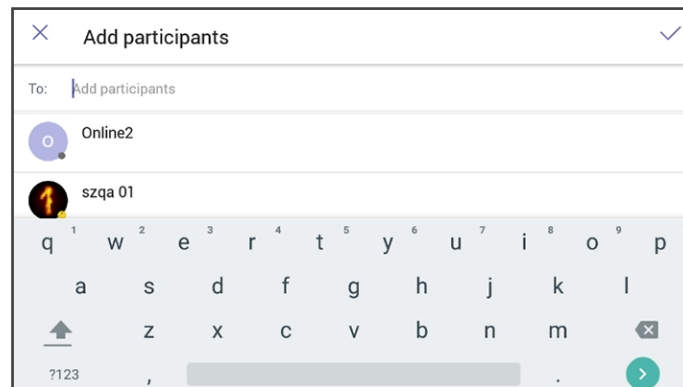 Add participants
To: Add participants
O Online2
szqa 01
q 1 w 2 e 3 r 4 t 5 y 6 u 7 i 8 o 9 p
a s d f g h j k l
z x c v b n m
?123 , .